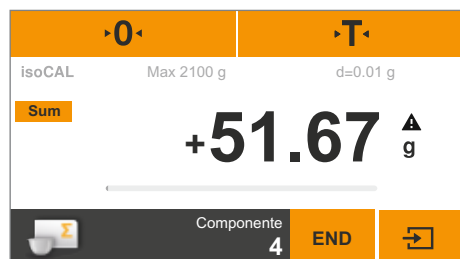 0 T
isoCAL Max 2100 g d=0.01 g
Sum
+51.67 g
Σ
Componente
4 END